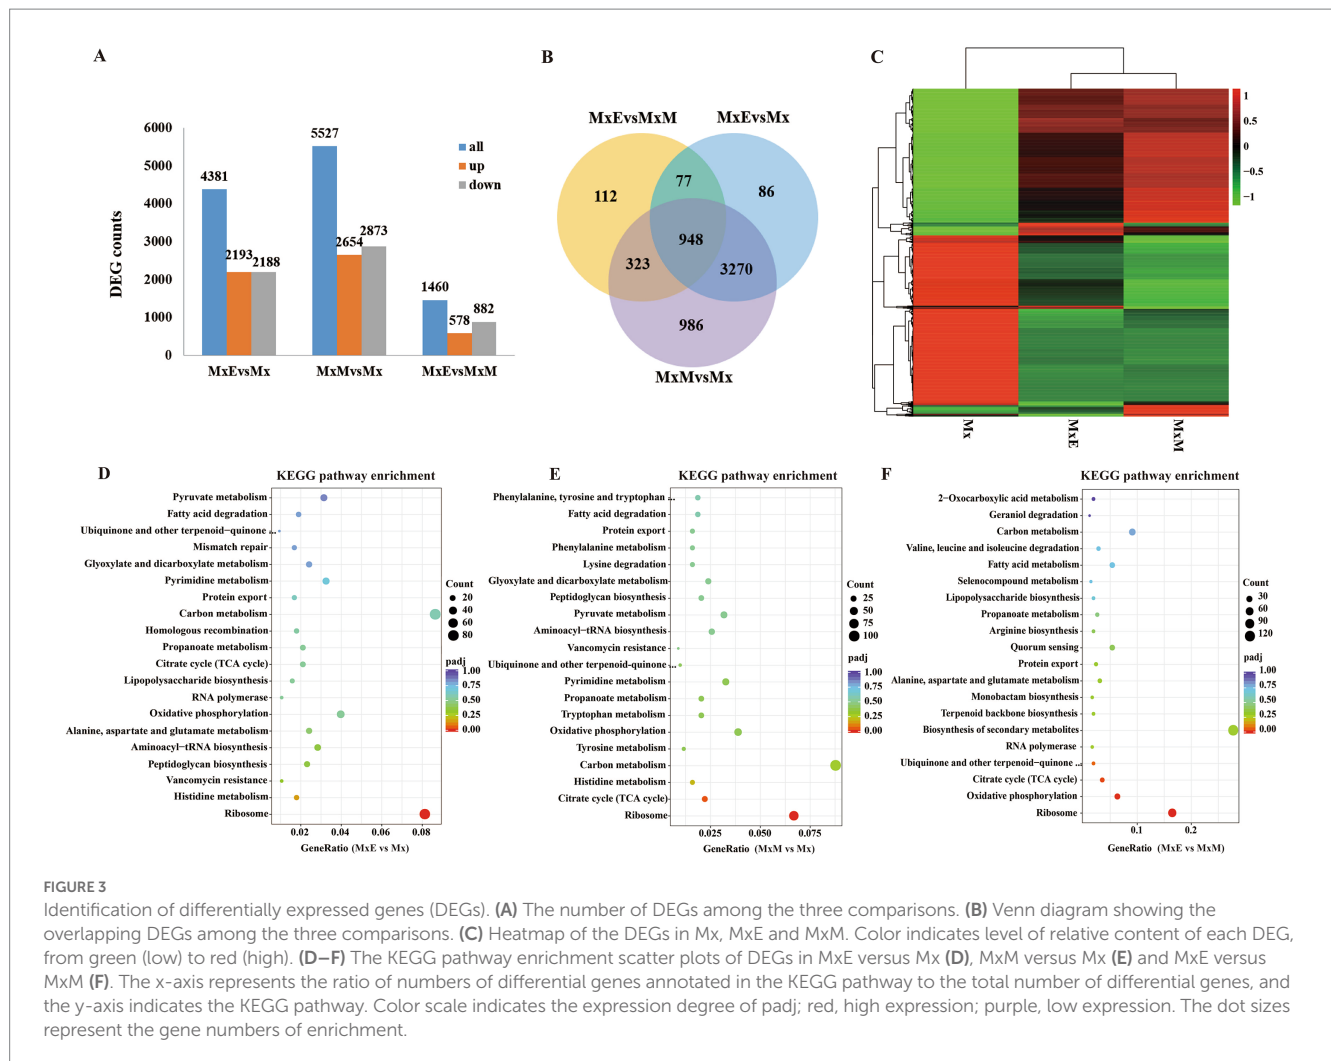 A
DEG counts
6000
5000
4000
3000
2000
1000
0
4381
2193
2188
5527
2654
2873
1460
578
882
all
up
down
MxEvsMx
MxMvsMx
MxEvsMxM
B
MxEvsMxM
MxEvsMx
112
77
86
948
323
3270
986
MxMvsMx
C
1
0.5
0
−0.5
−1
Mx
MxE
MxM
D
KEGG pathway enrichment
Pyruvate metabolism
Fatty acid degradation
Ubiquinone and other terpenoid−quinone ...
Mismatch repair
Glyoxylate and dicarboxylate metabolism
Pyrimidine metabolism
Protein export
Carbon metabolism
Homologous recombination
Propanoate metabolism
Citrate cycle (TCA cycle)
Lipopolysaccharide biosynthesis
RNA polymerase
Oxidative phosphorylation
Alanine, aspartate and glutamate metabolism
Aminoacyl−tRNA biosynthesis
Peptidoglycan biosynthesis
Vancomycin resistance
Histidine metabolism
Ribosome
0.02
0.04
0.06
0.08
GeneRatio (MxE vs Mx)
Count
20
40
60
80
padj
1.00
0.75
0.50
0.25
0.00
E
KEGG pathway enrichment
Phenylalanine, tyrosine and tryptophan ...
Fatty acid degradation
Protein export
Phenylalanine metabolism
Lysine degradation
Glyoxylate and dicarboxylate metabolism
Peptidoglycan biosynthesis
Pyruvate metabolism
Aminoacyl−tRNA biosynthesis
Vancomycin resistance
Ubiquinone and other terpenoid-quinone ...
Pyrimidine metabolism
Propanoate metabolism
Tryptophan metabolism
Oxidative phosphorylation
Tyrosine metabolism
Carbon metabolism
Histidine metabolism
Citrate cycle (TCA cycle)
Ribosome
0.025
0.050
0.075
GeneRatio (MxM vs Mx)
Count
25
50
75
100
padj
1.00
0.75
0.50
0.25
0.00
F
KEGG pathway enrichment
2−Oxocarboxylic acid metabolism
Geraniol degradation
Carbon metabolism
Valine, leucine and isoleucine degradation
Fatty acid metabolism
Selenocompound metabolism
Lipopolysaccharide biosynthesis
Propanoate metabolism
Arginine biosynthesis
Quorum sensing
Protein export
Alanine, aspartate and glutamate metabolism
Monobactam biosynthesis
Terpenoid backbone biosynthesis
Biosynthesis of secondary metabolites
RNA polymerase
Ubiquinone and other terpenoid−quinone ...
Citrate cycle (TCA cycle)
Oxidative phosphorylation
Ribosome
0.1
0.2
GeneRatio (MxE vs MxM)
Count
30
60
90
120
padj
1.00
0.75
0.50
0.25
0.00
FIGURE 3
Identification of differentially expressed genes (DEGs). (A) The number of DEGs among the three comparisons. (B) Venn diagram showing the
overlapping DEGs among the three comparisons. (C) Heatmap of the DEGs in Mx, MxE and MxM. Color indicates level of relative content of each DEG,
from green (low) to red (high). (D–F) The KEGG pathway enrichment scatter plots of DEGs in MxE versus Mx (D), MxM versus Mx (E) and MxE versus
MxM (F). The x-axis represents the ratio of numbers of differential genes annotated in the KEGG pathway to the total number of differential genes, and
the y-axis indicates the KEGG pathway. Color scale indicates the expression degree of padj; red, high expression; purple, low expression. The dot sizes
represent the gene numbers of enrichment.